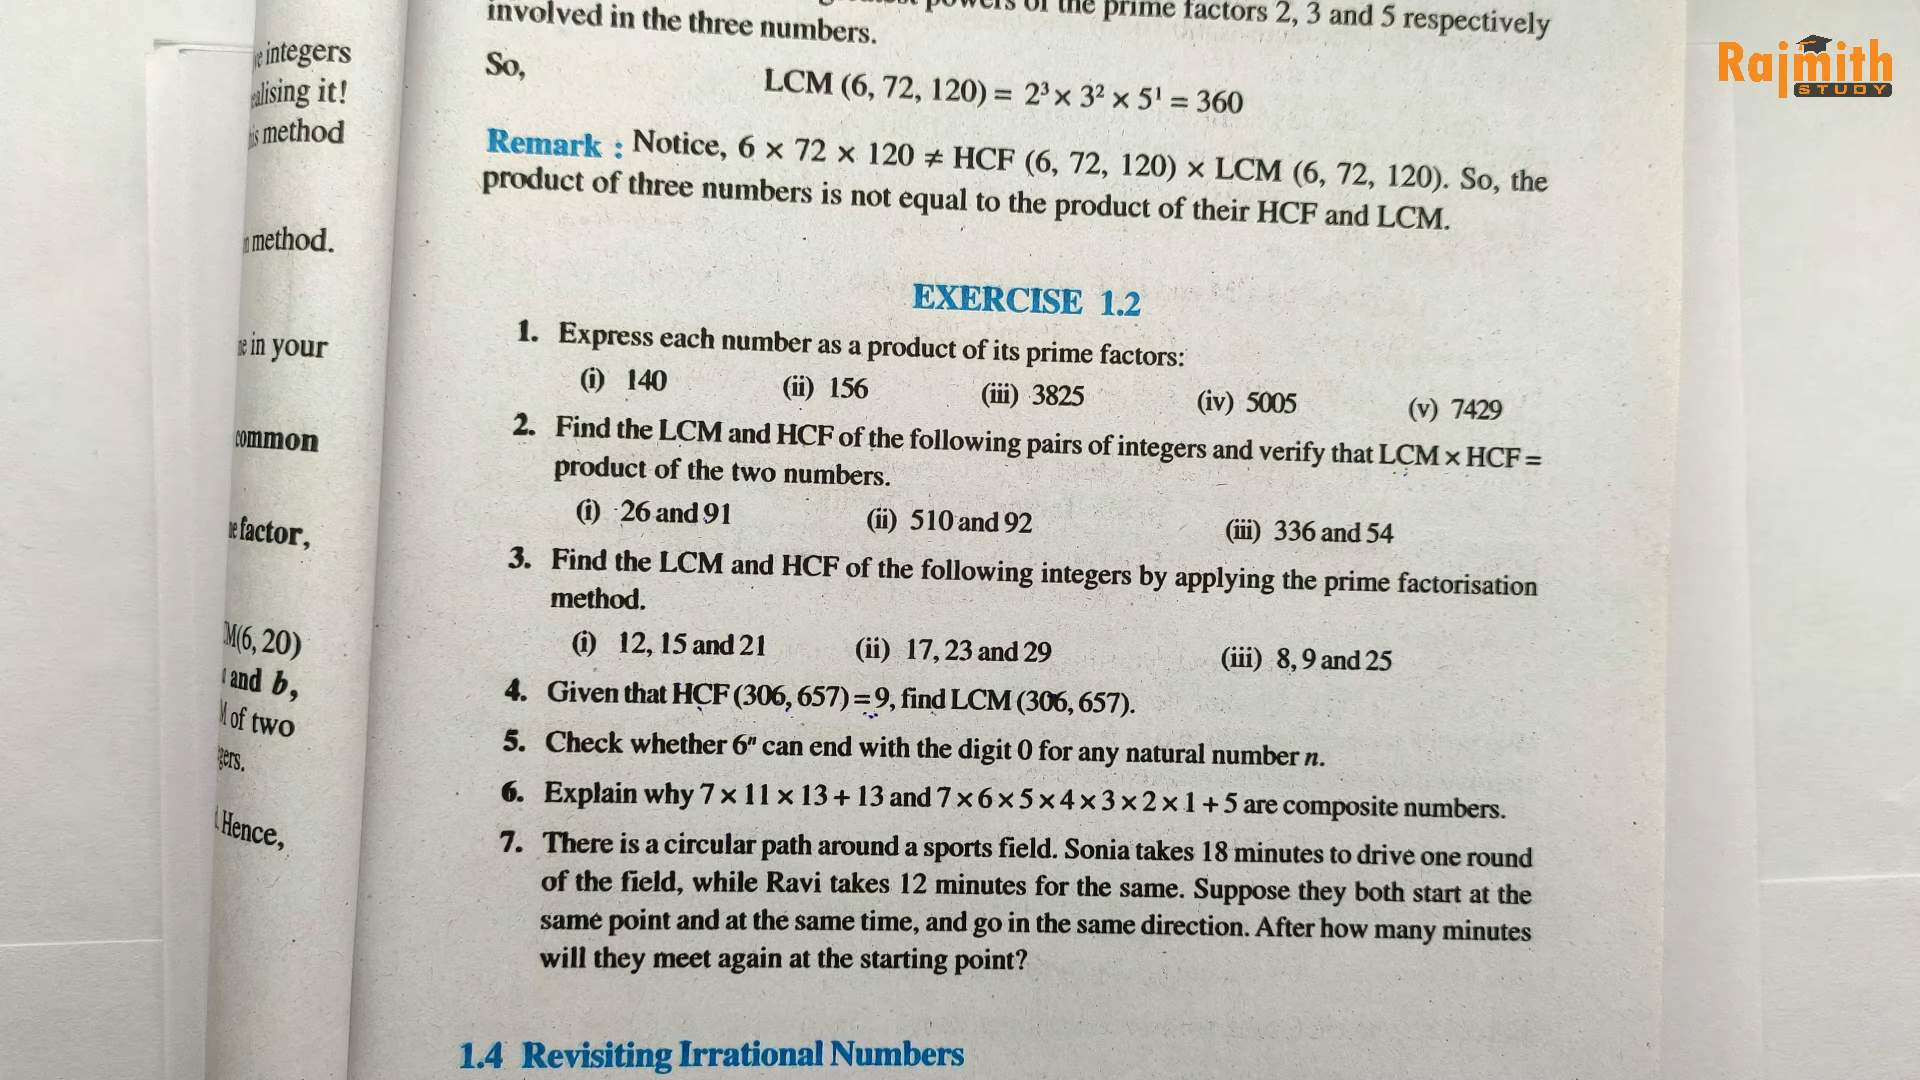 powers of the prime factors 2, 3 and 5 respectively
involved in the three numbers.
So,
LCM (6, 72, 120) = 2³ × 3² × 5¹ = 360
Remark : Notice, 6 × 72 × 120 ≠ HCF (6, 72, 120) × LCM (6, 72, 120). So, the
product of three numbers is not equal to the product of their HCF and LCM.
EXERCISE 1.2
1. Express each number as a product of its prime factors:
(i) 140 (ii) 156 (iii) 3825 (iv) 5005 (v) 7429
2. Find the LCM and HCF of the following pairs of integers and verify that LCM × HCF =
product of the two numbers.
(i) 26 and 91 (ii) 510 and 92 (iii) 336 and 54
3. Find the LCM and HCF of the following integers by applying the prime factorisation
method.
(i) 12, 15 and 21 (ii) 17, 23 and 29 (iii) 8, 9 and 25
4. Given that HCF (306, 657) = 9, find LCM (306, 657).
5. Check whether 6ⁿ can end with the digit 0 for any natural number n.
6. Explain why 7 × 11 × 13 + 13 and 7 × 6 × 5 × 4 × 3 × 2 × 1 + 5 are composite numbers.
7. There is a circular path around a sports field. Sonia takes 18 minutes to drive one round
of the field, while Ravi takes 12 minutes for the same. Suppose they both start at the
same point and at the same time, and go in the same direction. After how many minutes
will they meet again at the starting point?
1.4 Revisiting Irrational Numbers
integers
it!
method
method.
in your
common
factor,
(6, 20)
and b,
of two
Hence,
Rajmith
STUDY